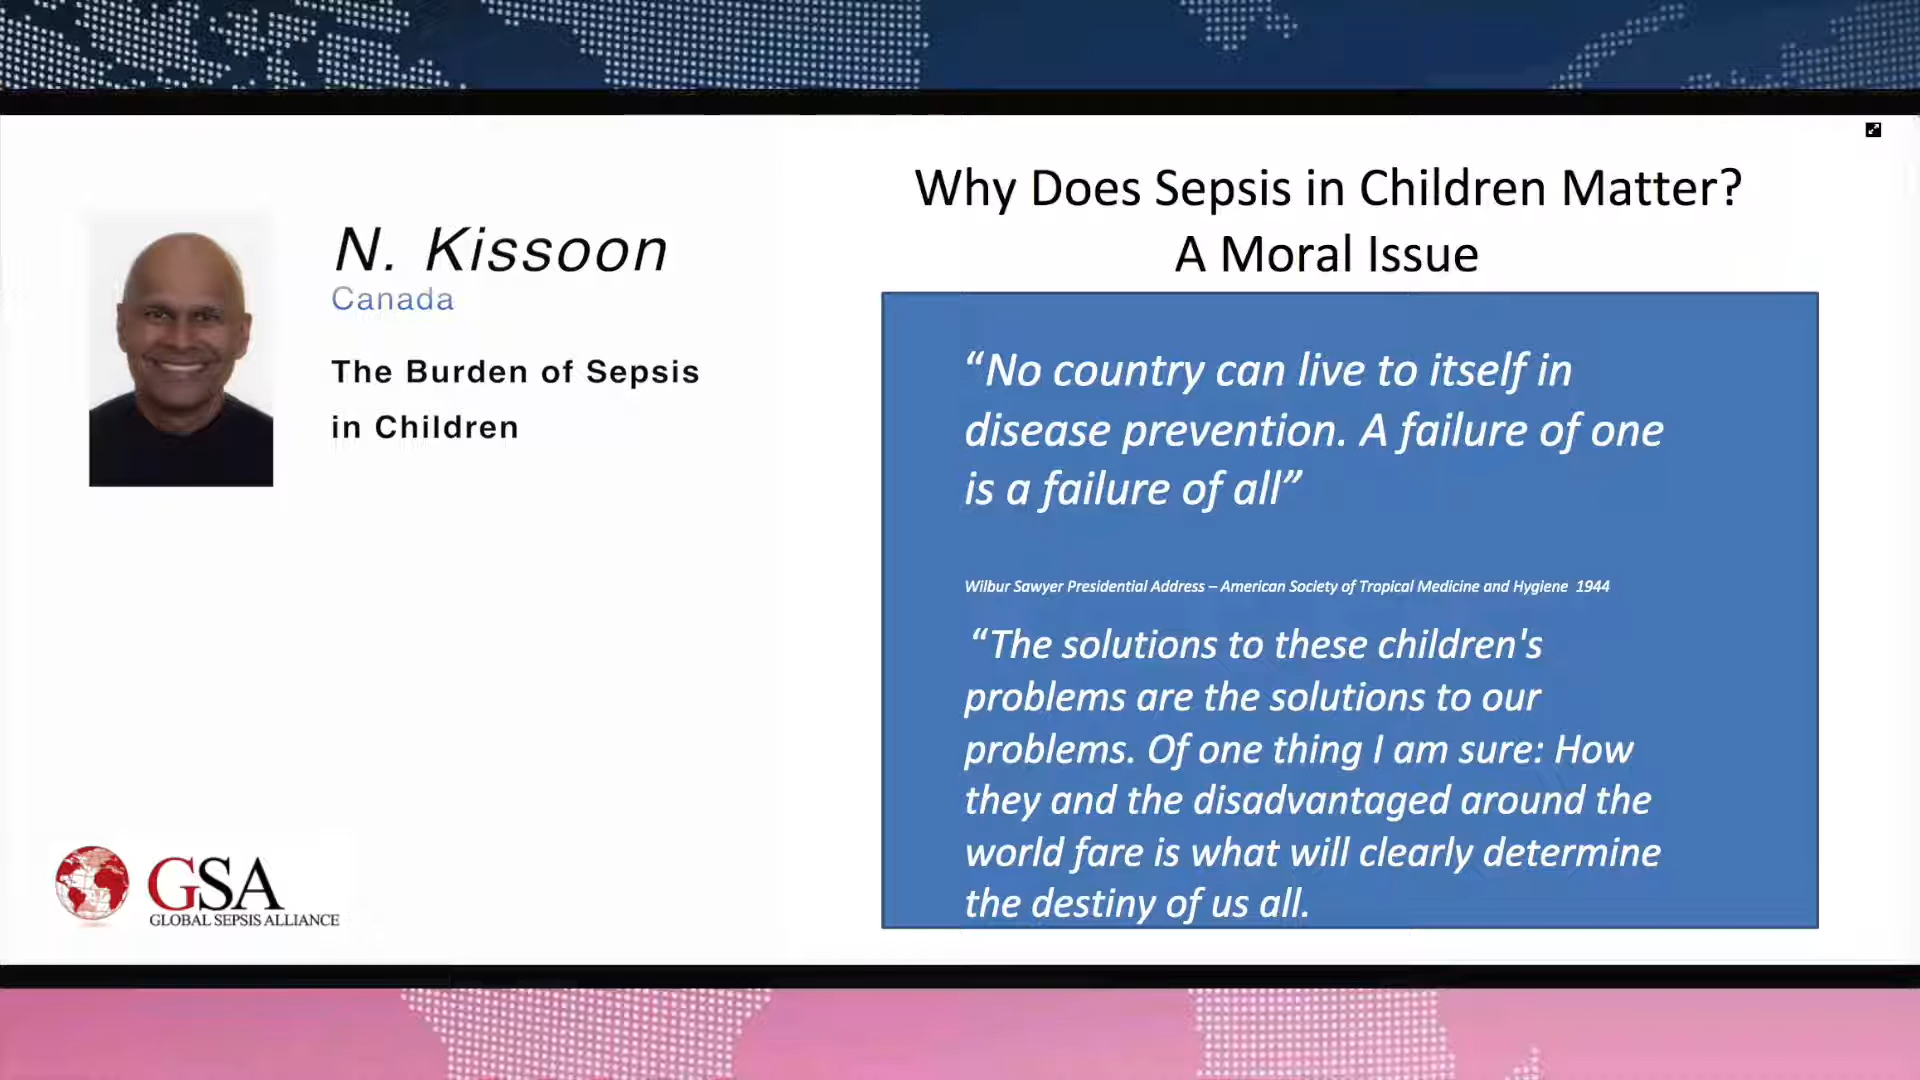 N. Kissoon
Canada
The Burden of Sepsis
in Children
GSA
GLOBAL SEPSIS ALLIANCE
Why Does Sepsis in Children Matter?
A Moral Issue
“No country can live to itself in
disease prevention. A failure of one
is a failure of all”
Wilbur Sawyer Presidential Address – American Society of Tropical Medicine and Hygiene 1944
“The solutions to these children's
problems are the solutions to our
problems. Of one thing I am sure: How
they and the disadvantaged around the
world fare is what will clearly determine
the destiny of us all.